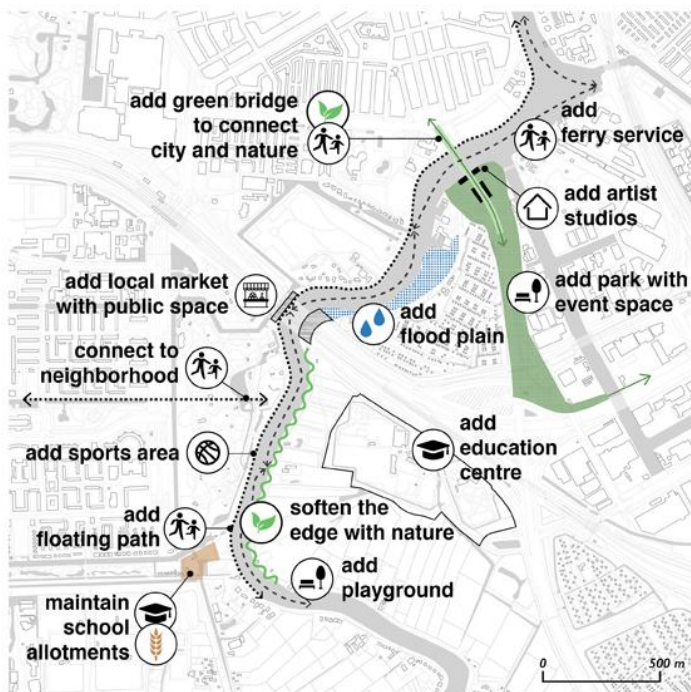 add green bridge
to connect
city and nature
add
ferry service
add artist
studios
add local market
with public space
add park with
event space
add
flood plain
connect to
neighborhood
add sports area
add
education
centre
add
floating path
soften the
edge with nature
add
playground
maintain
school
allotments
0 500 m